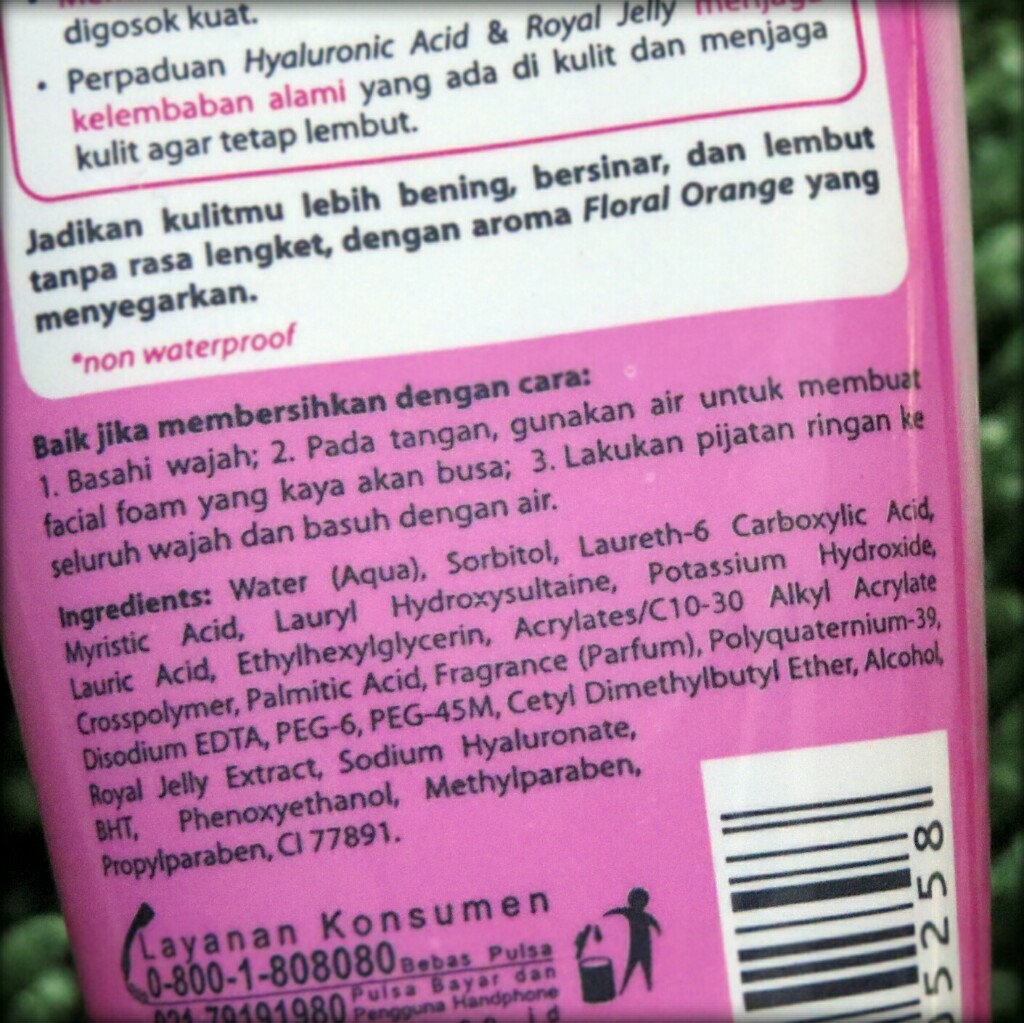 digosok kuat.
• Perpaduan Hyaluronic Acid & Royal Jelly menjaga
kelembaban alami yang ada di kulit dan menjaga
kulit agar tetap lembut.
Jadikan kulitmu lebih bening, bersinar, dan lembut
tanpa rasa lengket, dengan aroma Floral Orange yang
menyegarkan.
*non waterproof
Baik jika membersihkan dengan cara:
1. Basahi wajah; 2. Pada tangan, gunakan air untuk membuat
facial foam yang kaya akan busa; 3. Lakukan pijatan ringan ke
seluruh wajah dan basuh dengan air.
Ingredients: Water (Aqua), Sorbitol, Laureth-6 Carboxylic Acid,
Myristic Acid, Lauryl Hydroxysultaine, Potassium Hydroxide,
Lauric Acid, Ethylhexylglycerin, Acrylates/C10-30 Alkyl Acrylate
Crosspolymer, Palmitic Acid, Fragrance (Parfum), Polyquaternium-39,
Disodium EDTA, PEG-6, PEG-45M, Cetyl Dimethylbutyl Ether, Alcohol,
Royal Jelly Extract, Sodium Hyaluronate,
BHT, Phenoxyethanol, Methylparaben,
Propylparaben, CI 77891.
Layanan Konsumen
0-800-1-808080 Bebas Pulsa
021 79191980 Pulsa Bayar dan
Pengguna Handphone
5258